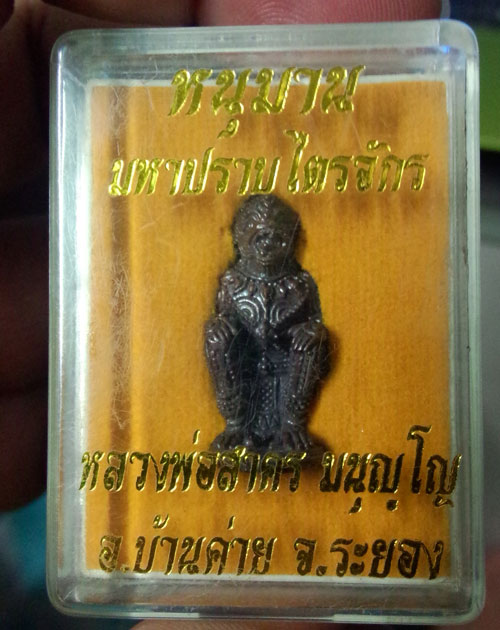 หนุมาน
มหาปราบไตรจักร
หลวงพ่อสาคร มนุญฺโญ
อ.บ้านค่าย จ.ระยอง